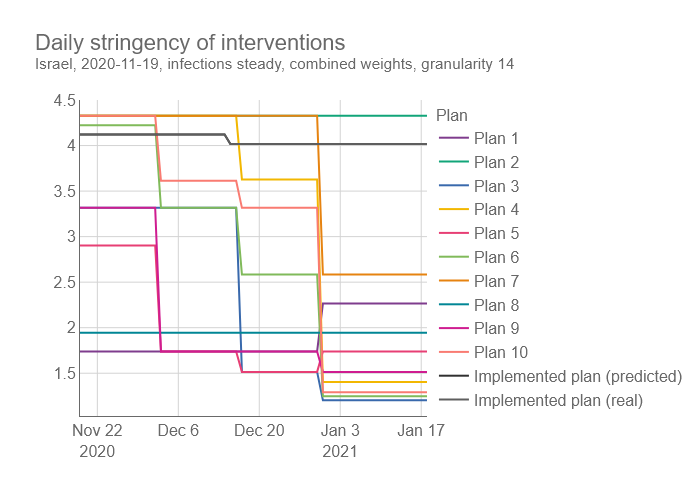 Daily stringency of interventions
Israel, 2020-11-19, infections steady, combined weights, granularity 14
4.5
4
3.5
3
2.5
2
1.5
Nov 22
2020
Dec 6
Dec 20
Jan 3
2021
Jan 17
Plan
Plan 1
Plan 2
Plan 3
Plan 4
Plan 5
Plan 6
Plan 7
Plan 8
Plan 9
Plan 10
Implemented plan (predicted)
Implemented plan (real)